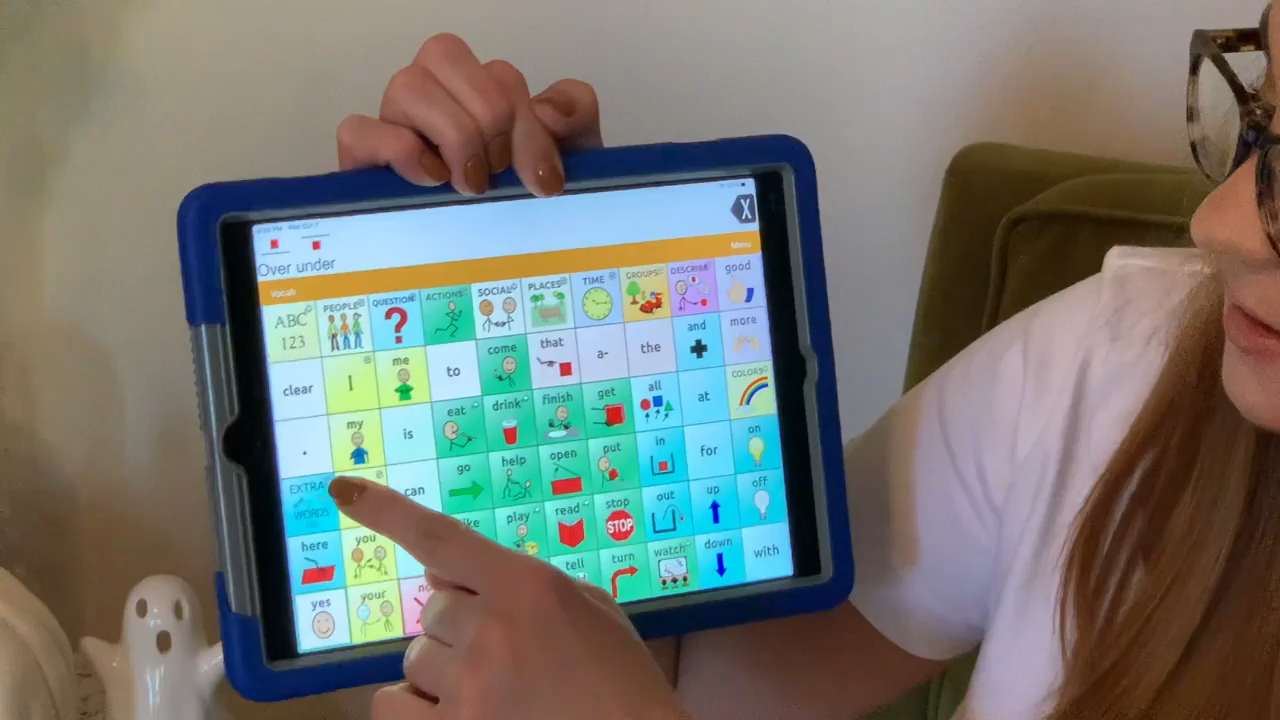 Over under
Vocab Menu
ABC 123 PEOPLE QUESTION ACTIONS SOCIAL PLACES TIME GROUPS DESCRIBE good
clear I me to come that a- the and more
. my is eat drink finish get all at COLORS
EXTRA WORDS can go help open put in for on
here you play read stop out up off
yes your tell turn watch down with
STOP
X